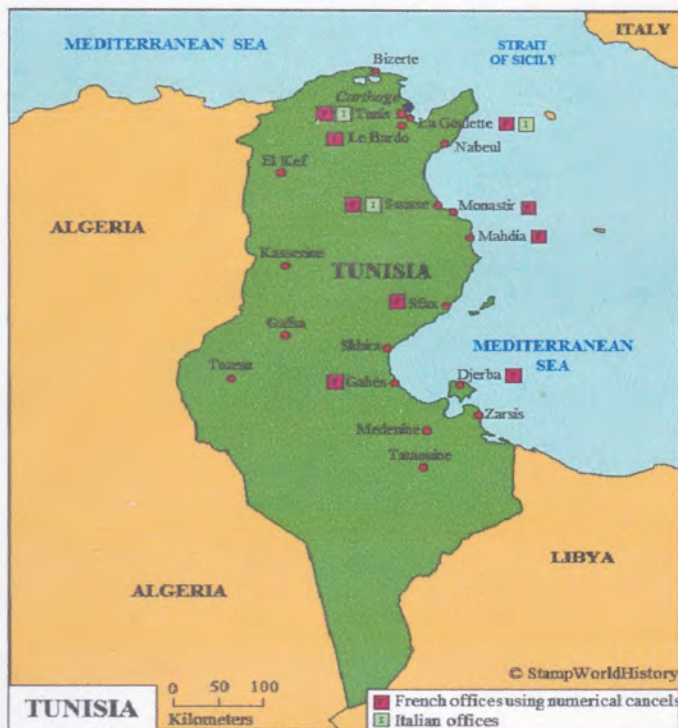 MEDITERRANEAN SEA
STRAIT
OF SICILY
ITALY
Bizerte
Carthage
F I Tunis
La Goulette F I
F Le Bardo
Nabeul
El Kef
F I Sousse
Monastir F
ALGERIA
Mahdia F
Kasserine
TUNISIA
F Sfax
Gafsa
Skhira
MEDITERRANEAN
SEA
Tozeur
F Gabés
Djerba F
Zarsis
Medenine
Tataouine
LIBYA
ALGERIA
© StampWorldHistory
TUNISIA
0 50 100
Kilometers
F French offices using numerical cancels
I Italian offices